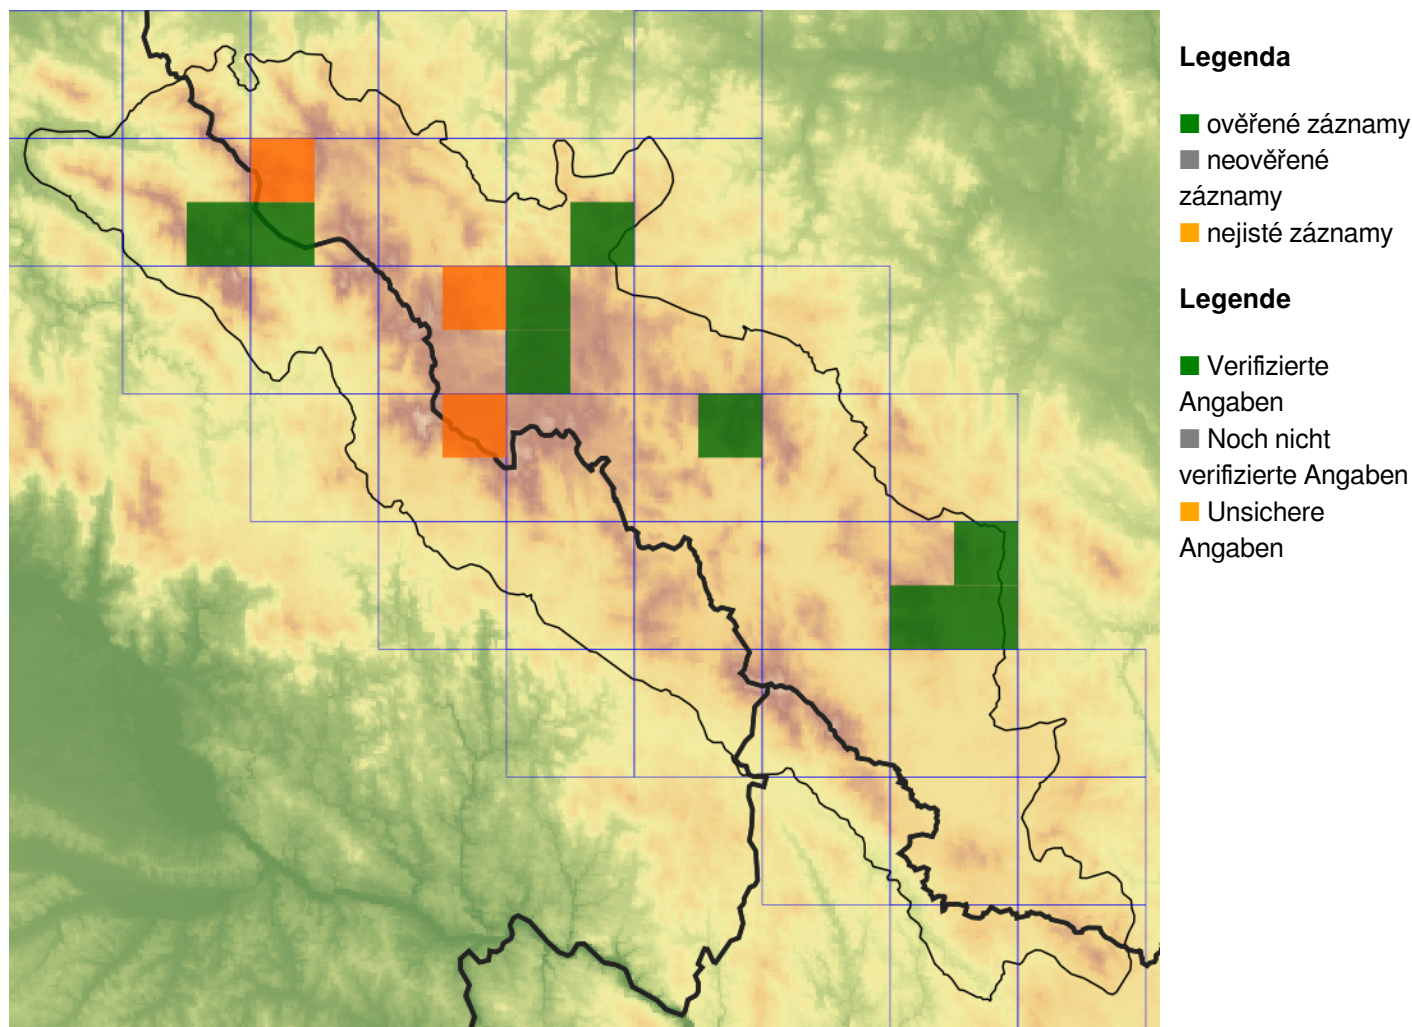 Legenda
ověřené záznamy
neověřené
záznamy
nejisté záznamy
Legende
Verifizierte
Angaben
Noch nicht
verifizierte Angaben
Unsichere
Angaben